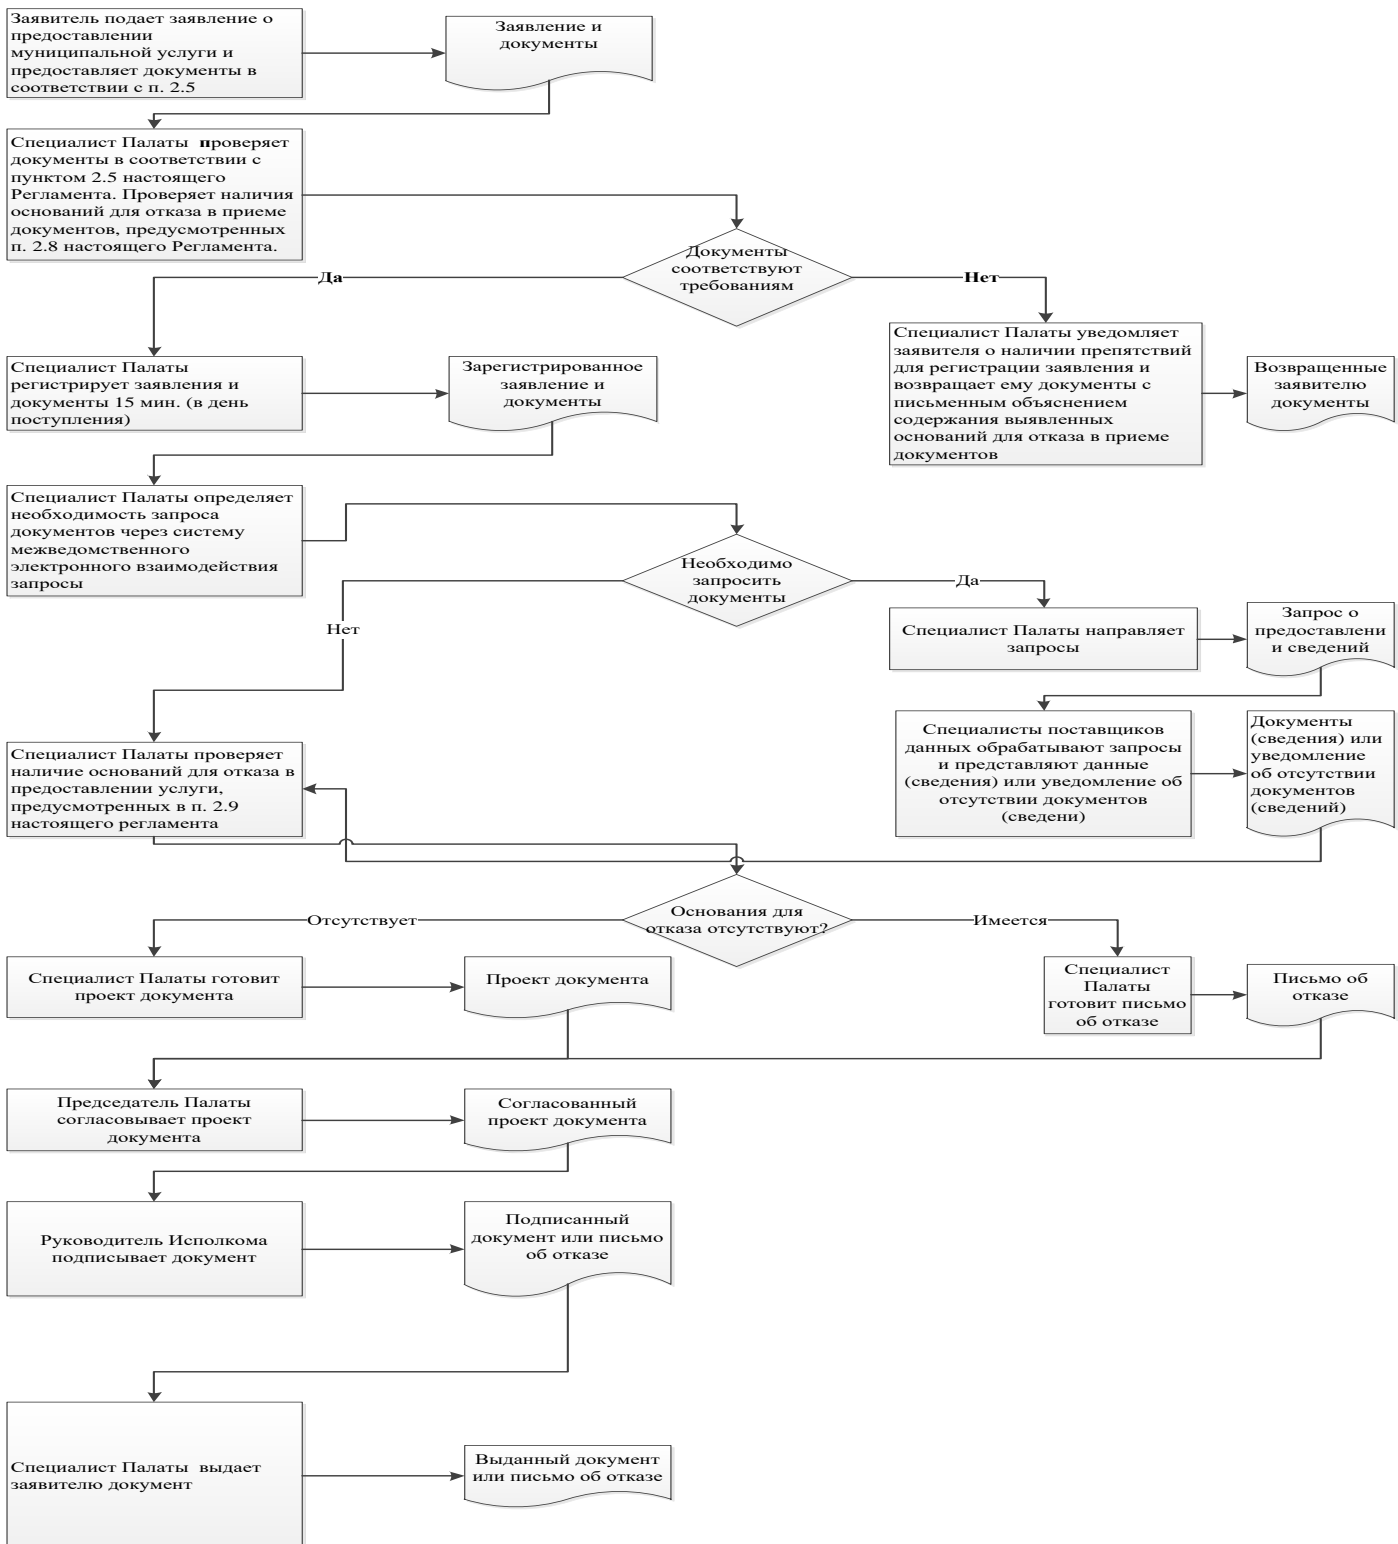 Заявитель подает заявление о
предоставлении
муниципальной услуги и
предоставляет документы в
соответствии с п. 2.5
Заявление и
документы
Специалист Палаты проверяет
документы в соответствии с
пунктом 2.5 настоящего
Регламента. Проверяет наличия
оснований для отказа в приеме
документов, предусмотренных
п. 2.8 настоящего Регламента.
Документы
соответствуют
требованиям
Да
Нет
Специалист Палаты
регистрирует заявления и
документы 15 мин. (в день
поступления)
Зарегистрированное
заявление и
документы
Специалист Палаты уведомляет
заявителя о наличии препятствий
для регистрации заявления и
возвращает ему документы с
письменным объяснением
содержания выявленных
оснований для отказа в приеме
документов
Возвращенные
заявителю
документы
Специалист Палаты определяет
необходимость запроса
документов через систему
межведомственного
электронного взаимодействия
запросы
Необходимо
запросить
документы
Да
Нет
Специалист Палаты направляет
запросы
Запрос о
предоставлени
и сведений
Специалисты поставщиков
данных обрабатывают запросы
и представляют данные
(сведения) или уведомление об
отсутствии документов
(сведени)
Документы
(сведения) или
уведомление
об отсутствии
документов
(сведений)
Специалист Палаты проверяет
наличие оснований для отказа в
предоставлении услуги,
предусмотренных в п. 2.9
настоящего регламента
Основания для
отказа отсутствуют?
Отсутствует
Имеется
Специалист Палаты готовит
проект документа
Проект документа
Специалист
Палаты
готовит письмо
об отказе
Письмо об
отказе
Председатель Палаты
согласовывает проект
документа
Согласованный
проект документа
Руководитель Исполкома
подписывает документ
Подписанный
документ или письмо
об отказе
Специалист Палаты выдает
заявителю документ
Выданный документ
или письмо об отказе